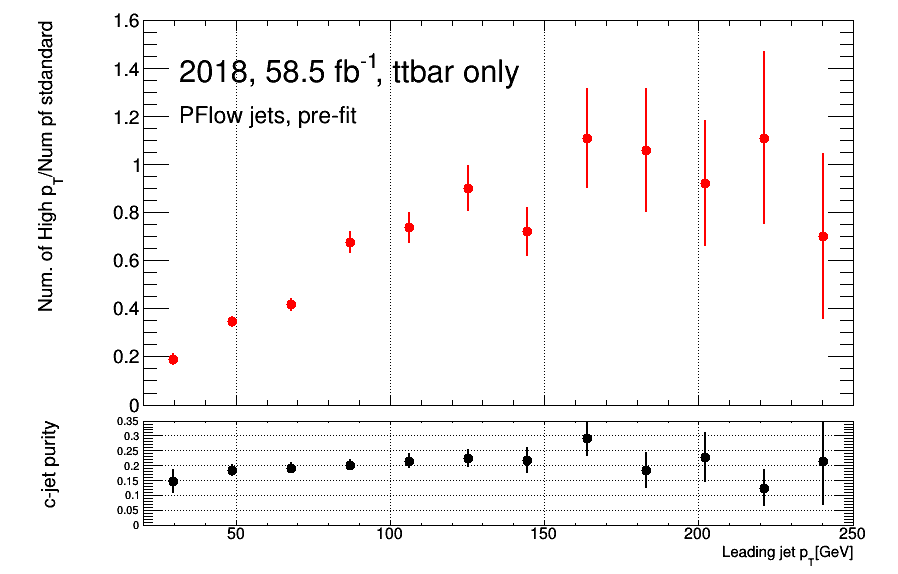 1.6
1.4
1.2
1
0.8
0.6
0.4
0.2
0
Num. of High pT/Num pf stdandard
2018, 58.5 fb-1, ttbar only
PFlow jets, pre-fit
0.35
0.3
0.25
0.2
0.15
0.1
0.05
0
c-jet purity
50 100 150 200 250
Leading jet pT[GeV]